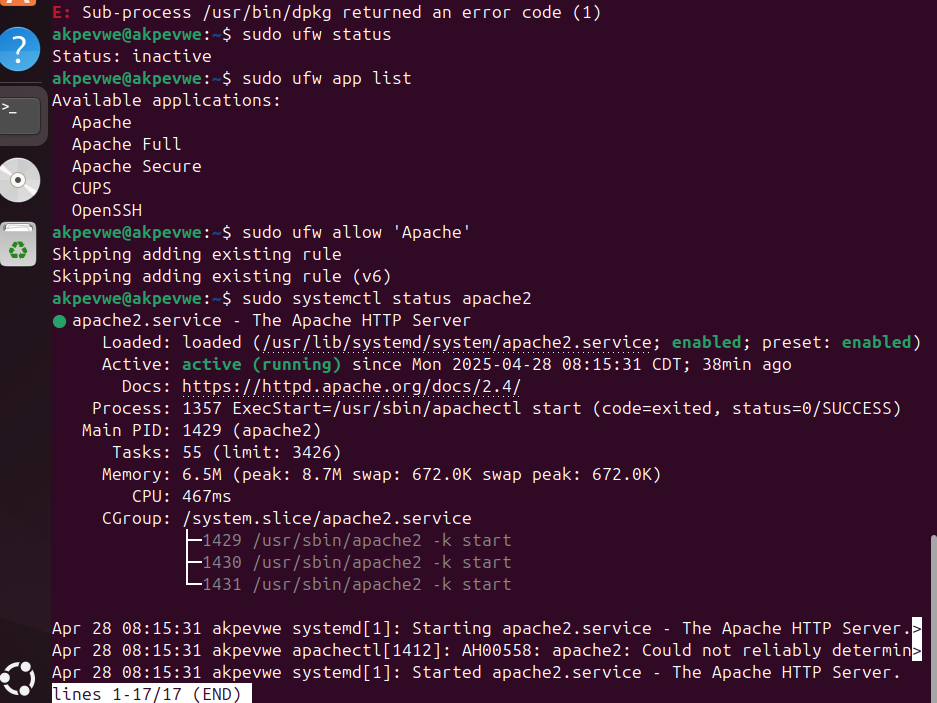 E: Sub-process /usr/bin/dpkg returned an error code (1)
akpevwe@akpevwe:~$ sudo ufw status
Status: inactive
akpevwe@akpevwe:~$ sudo ufw app list
Available applications:
  Apache
  Apache Full
  Apache Secure
  CUPS
  OpenSSH
akpevwe@akpevwe:~$ sudo ufw allow 'Apache'
Skipping adding existing rule
Skipping adding existing rule (v6)
akpevwe@akpevwe:~$ sudo systemctl status apache2
● apache2.service - The Apache HTTP Server
     Loaded: loaded (/usr/lib/systemd/system/apache2.service; enabled; preset: enabled)
     Active: active (running) since Mon 2025-04-28 08:15:31 CDT; 38min ago
       Docs: https://httpd.apache.org/docs/2.4/
    Process: 1357 ExecStart=/usr/sbin/apachectl start (code=exited, status=0/SUCCESS)
   Main PID: 1429 (apache2)
      Tasks: 55 (limit: 3426)
     Memory: 6.5M (peak: 8.7M swap: 672.0K swap peak: 672.0K)
        CPU: 467ms
     CGroup: /system.slice/apache2.service
             ├─1429 /usr/sbin/apache2 -k start
             ├─1430 /usr/sbin/apache2 -k start
             └─1431 /usr/sbin/apache2 -k start

Apr 28 08:15:31 akpevwe systemd[1]: Starting apache2.service - The Apache HTTP Server.>
Apr 28 08:15:31 akpevwe apachectl[1412]: AH00558: apache2: Could not reliably determin>
Apr 28 08:15:31 akpevwe systemd[1]: Started apache2.service - The Apache HTTP Server.
lines 1-17/17 (END)